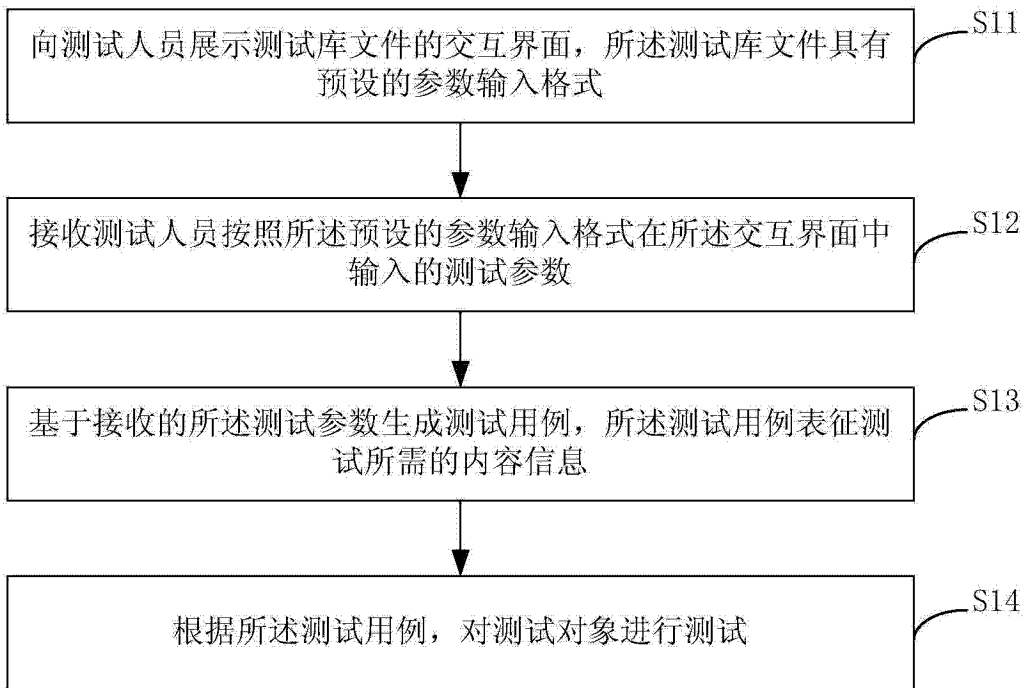 向测试人员展示测试库文件的交互界面，所述测试库文件具有
预设的参数输入格式
S11
接收测试人员按照所述预设的参数输入格式在所述交互界面中
输入的测试参数
S12
基于接收的所述测试参数生成测试用例，所述测试用例表征测
试所需的内容信息
S13
根据所述测试用例，对测试对象进行测试
S14